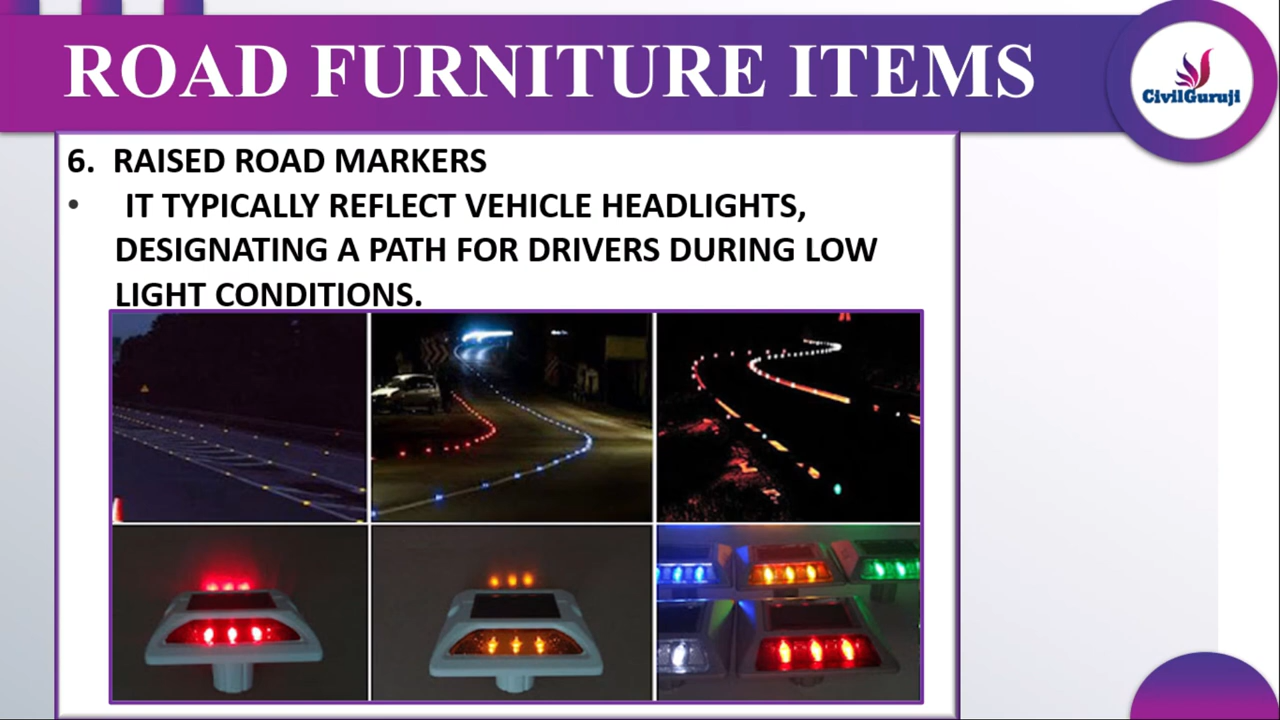 ROAD FURNITURE ITEMS
CivilGuruji
6. RAISED ROAD MARKERS
• IT TYPICALLY REFLECT VEHICLE HEADLIGHTS,
DESIGNATING A PATH FOR DRIVERS DURING LOW
LIGHT CONDITIONS.